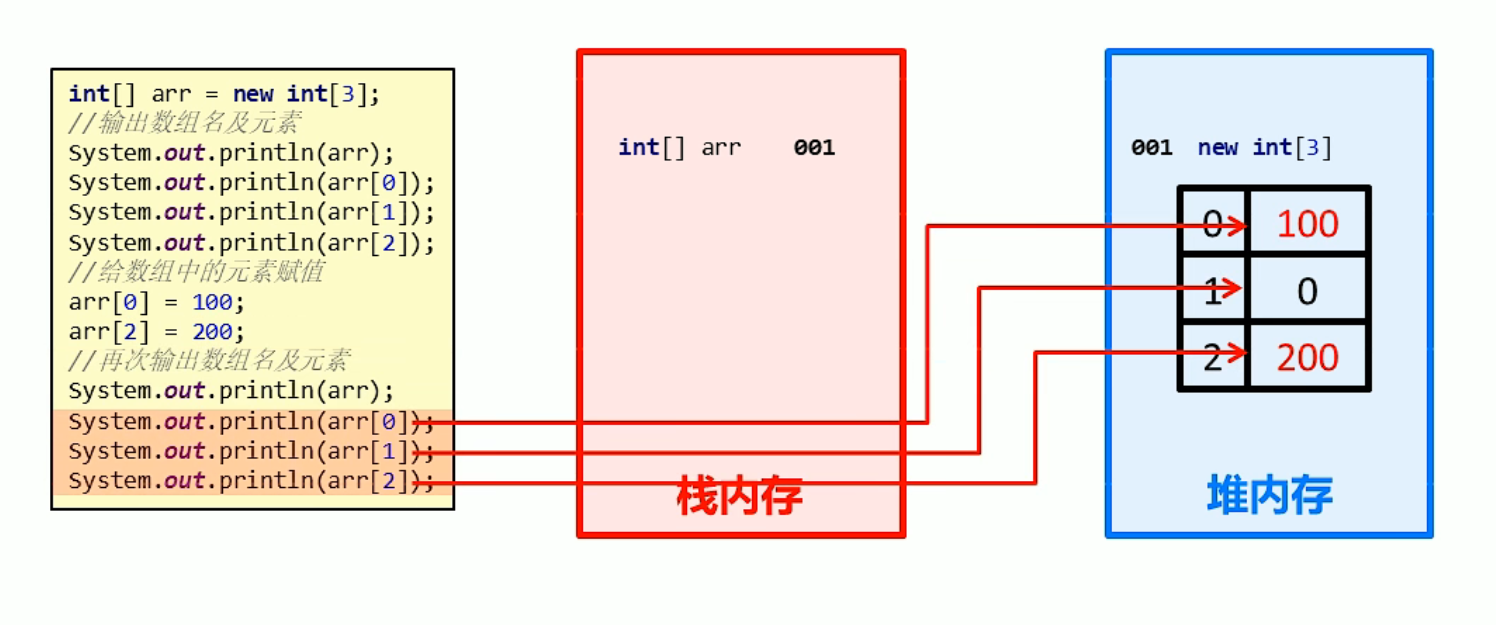 int[] arr = new int[3];
//输出数组名及元素
System.out.println(arr);
System.out.println(arr[0]);
System.out.println(arr[1]);
System.out.println(arr[2]);
//给数组中的元素赋值
arr[0] = 100;
arr[2] = 200;
//再次输出数组名及元素
System.out.println(arr);
System.out.println(arr[0]);
System.out.println(arr[1]);
System.out.println(arr[2]);
int[] arr 001
栈内存
001 new int[3]
0 100
1 0
2 200
堆内存